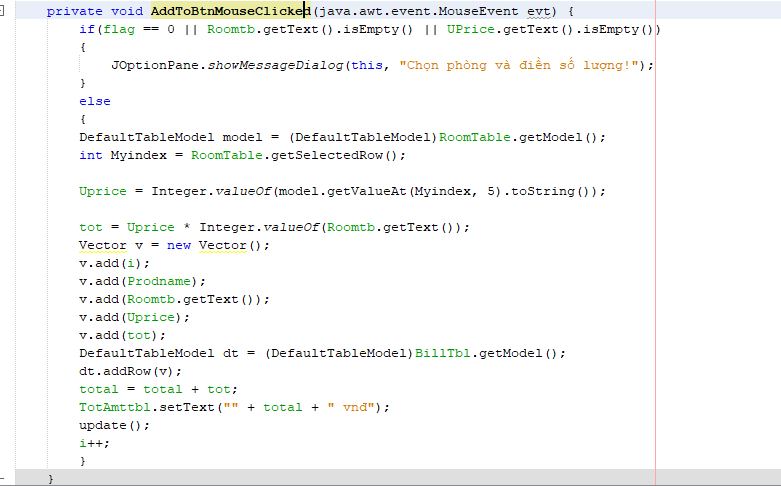 private void AddToBtnMouseClicked(java.awt.event.MouseEvent evt) {
if(flag == 0 || Roomtb.getText().isEmpty() || UPrice.getText().isEmpty())
{
JOptionPane.showMessageDialog(this, "Chọn phòng và điền số lượng!");
}
else
{
DefaultTableModel model = (DefaultTableModel)RoomTable.getModel();
int Myindex = RoomTable.getSelectedRow();
Uprice = Integer.valueOf(model.getValueAt(Myindex, 5).toString());
tot = Uprice * Integer.valueOf(Roomtb.getText());
Vector v = new Vector();
v.add(i);
v.add(Prodname);
v.add(Roomtb.getText());
v.add(Uprice);
v.add(tot);
DefaultTableModel dt = (DefaultTableModel)BillTbl.getModel();
dt.addRow(v);
total = total + tot;
TotAmttbl.setText("" + total + " vnđ");
update();
i++;
}
}